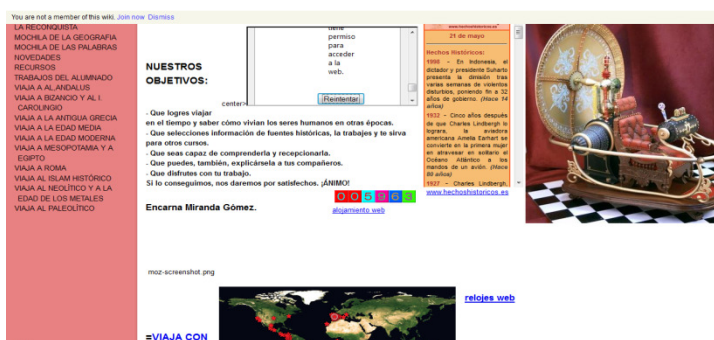 You are not a member of this wiki. Join now Dismiss
LA RECONQUISTA
MOCHILA DE LA GEOGRAFIA
MOCHILA DE LAS PALABRAS
NOVEDADES
RECURSOS
TRABAJOS DEL ALUMNADO
VIAJA A AL,ANDALUS
VIAJA A BIZANCIO Y AL I.
CAROLINGIO
VIAJA A LA ANTIGUA GRECIA
VIAJA A LA EDAD MEDIA
VIAJA A LA EDAD MODERNA
VIAJA A MESOPOTAMIA Y A
EGIPTO
VIAJA A ROMA
VIAJA AL ISLAM HISTÓRICO
VIAJA AL NEOLÍTICO Y A LA
EDAD DE LOS METALES
VIAJA AL PALEOLÍTICO
NUESTROS
OBJETIVOS:
center>
tiene
permiso
para
acceder
a la
web.
Reintentar
- Que logres viajar
en el tiempo y saber cómo vivían los seres humanos en otras épocas.
- Que selecciones información de fuentes históricas, la trabajes y te sirva
para otros cursos.
- Que seas capaz de comprenderla y recepcionarla.
- Que puedes, también, explicársela a tus compañeros.
- Que disfrutes con tu trabajo.
Si lo conseguimos, nos daremos por satisfechos. ¡ÁNIMO!
005963
alojamiento web
Encarna Miranda Gómez.
www.hechoshistoricos.es
21 de mayo
Hechos Históricos:
1998 - En Indonesia, el
dictador y presidente Suharto
presenta la dimisión tras
varias semanas de violentos
disturbios, poniendo fin a 32
años de gobierno. (Hace 14
años)
1932 - Cinco años después
de que Charles Lindbergh lo
lograra, la aviadora
americana Amelia Earhart se
convierte en la primera mujer
en atravesar en solitario el
Océano Atlántico a los
mandos de un avión. (Hace
80 años)
1927 - Charles Lindbergh,
www.hechoshistoricos.es
moz-screenshot.png
relojes web
=VIAJA CON